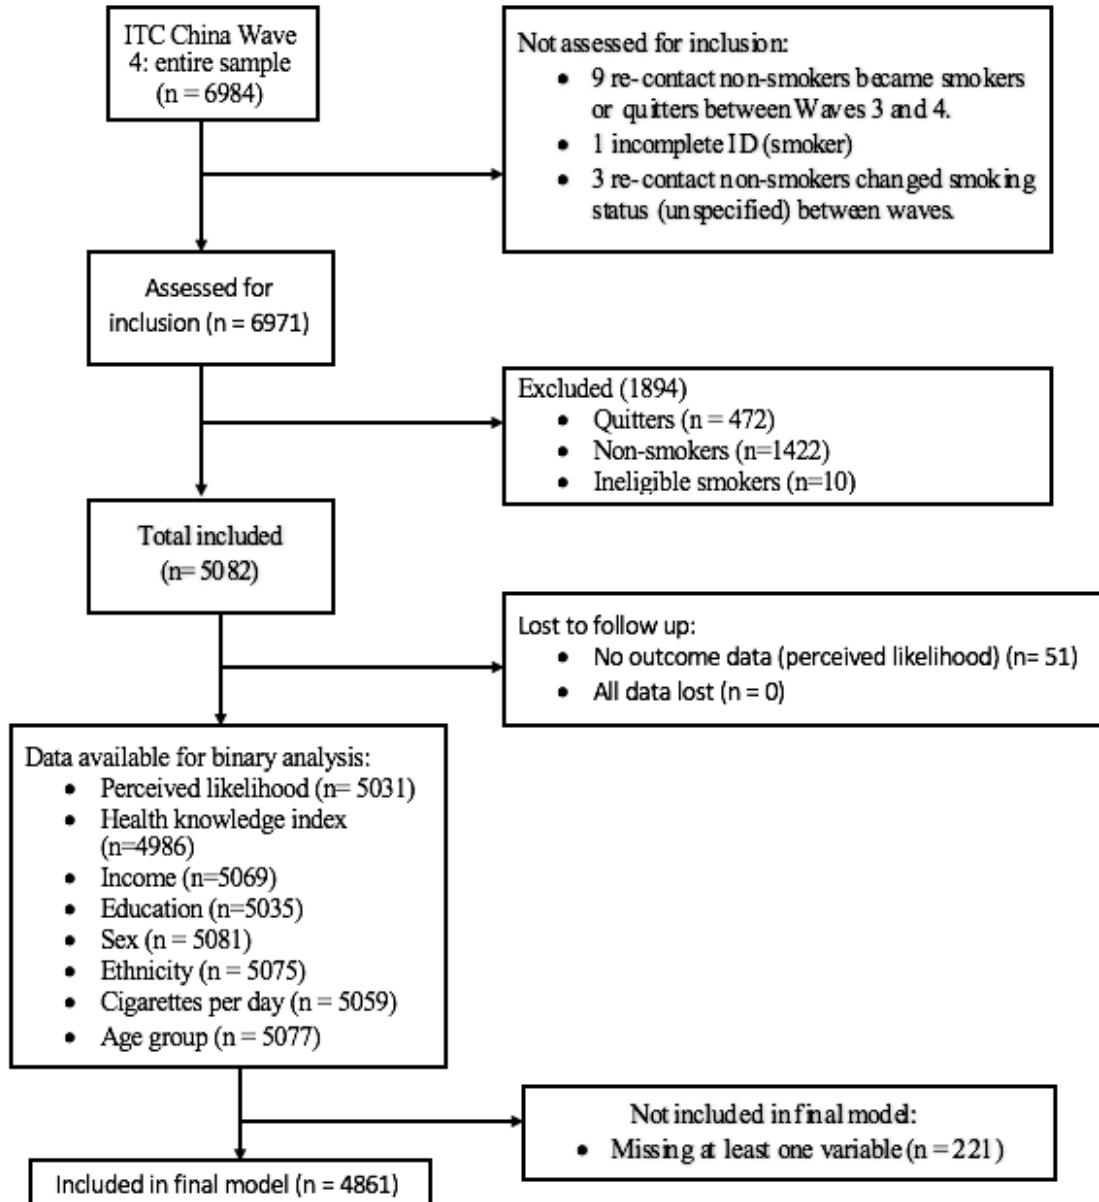 ITC China Wave
4: entire sample
(n = 6984)
Not assessed for inclusion:
• 9 re-contact non-smokers became smokers
or quitters between Waves 3 and 4.
• 1 incomplete ID (smoker)
• 3 re-contact non-smokers changed smoking
status (unspecified) between waves.
Assessed for
inclusion (n = 6971)
Excluded (1894)
• Quitters (n = 472)
• Non-smokers (n=1422)
• Ineligible smokers (n=10)
Total included
(n= 5082)
Lost to follow up:
• No outcome data (perceived likelihood) (n= 51)
• All data lost (n = 0)
Data available for binary analysis:
• Perceived likelihood (n= 5031)
• Health knowledge index
(n=4986)
• Income (n=5069)
• Education (n=5035)
• Sex (n = 5081)
• Ethnicity (n = 5075)
• Cigarettes per day (n = 5059)
• Age group (n = 5077)
Not included in final model:
• Missing at least one variable (n = 221)
Included in final model (n = 4861)